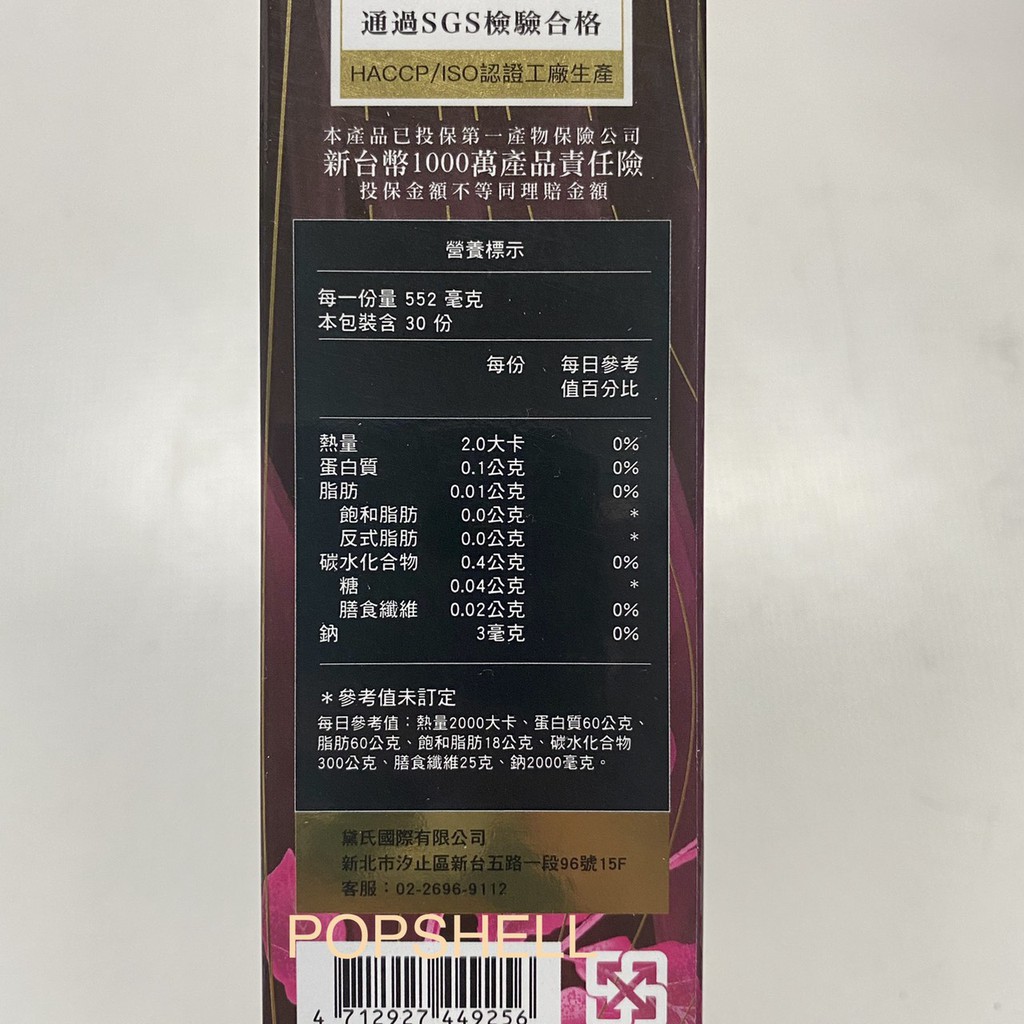 通過SGS檢驗合格
HACCP/ISO認證工廠生產
本產品已投保第一產物保險公司
新台幣1000萬產品責任險
投保金額不等同理賠金額
營養標示
每一份量 552 毫克
本包裝含 30 份
每份 每日參考
值百分比
熱量 2.0大卡 0%
蛋白質 0.1公克 0%
脂肪 0.01公克 0%
飽和脂肪 0.0公克 *
反式脂肪 0.0公克 *
碳水化合物 0.4公克 0%
糖 0.04公克 *
膳食纖維 0.02公克 0%
鈉 3毫克 0%
*參考值未訂定
每日參考值：熱量2000大卡、蛋白質60公克、
脂肪60公克、飽和脂肪18公克、碳水化合物
300公克、膳食纖維25克、鈉2000毫克。
黛氏國際有限公司
新北市汐止區新台五路一段96號15F
客服：02-2696-9112
POPSHELL
4 712927 449256